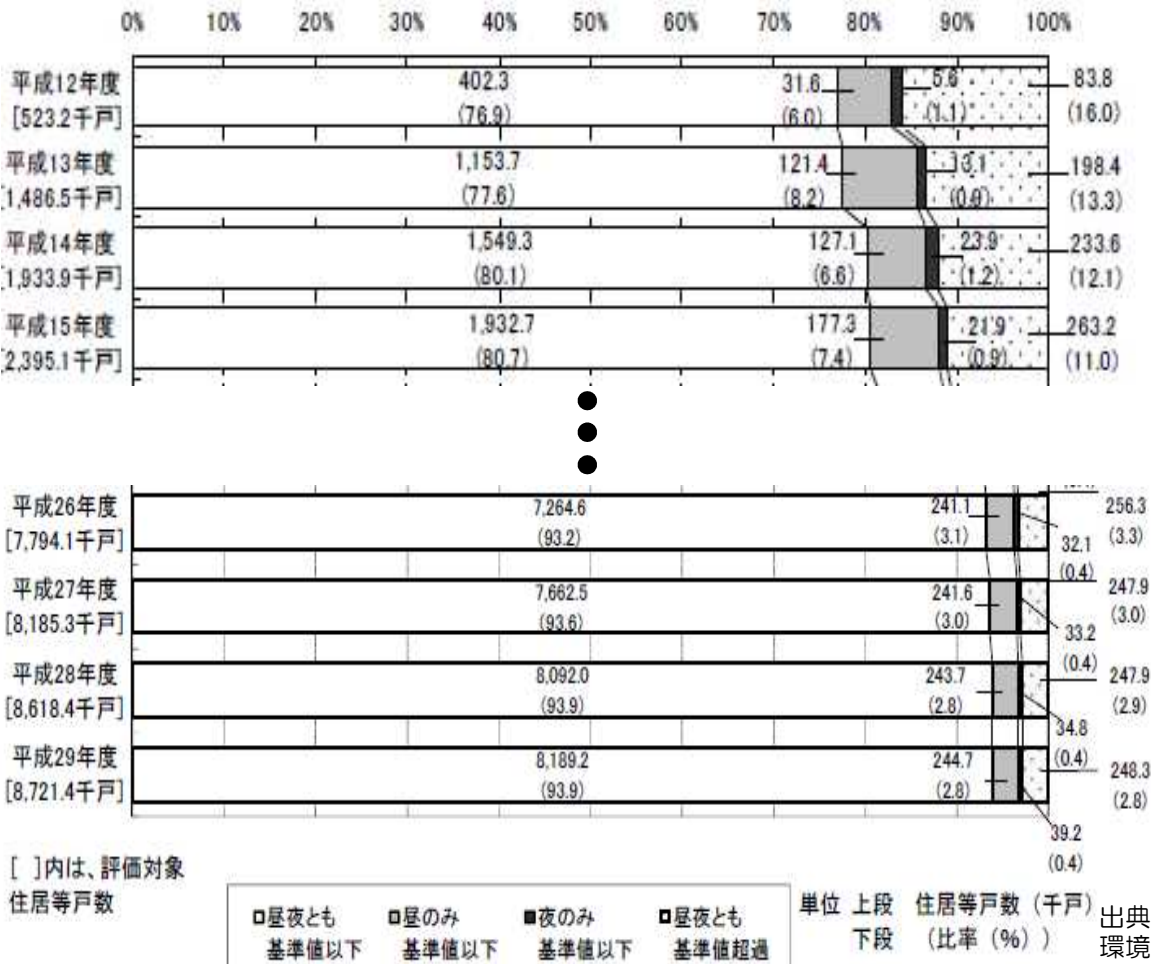 0% 10% 20% 30% 40% 50% 60% 70% 80% 90% 100%
平成12年度 402.3 31.6 5.6 83.8
[523.2千戸] (76.9) (6.0) (1.1) (16.0)
平成13年度 1,153.7 121.4 13.1 198.4
[1,486.5千戸] (77.6) (8.2) (0.9) (13.3)
平成14年度 1,549.3 127.1 23.9 233.6
[1,933.9千戸] (80.1) (6.6) (1.2) (12.1)
平成15年度 1,932.7 177.3 21.9 263.2
[2,395.1千戸] (80.7) (7.4) (0.9) (11.0)
平成26年度 7,264.6 241.1 256.3
[7,794.1千戸] (93.2) (3.1) 32.1 (3.3)
(0.4)
平成27年度 7,662.5 241.6 247.9
[8,185.3千戸] (93.6) (3.0) 33.2 (3.0)
(0.4)
平成28年度 8,092.0 243.7 247.9
[8,618.4千戸] (93.9) (2.8) 34.8 (2.9)
(0.4)
平成29年度 8,189.2 244.7 248.3
[8,721.4千戸] (93.9) (2.8) (2.8)
39.2
(0.4)
[ ]内は、評価対象
住居等戸数
昼夜とも 昼のみ 夜のみ 昼夜とも
基準値以下 基準値以下 基準値以下 基準値超過
単位 上段 住居等戸数（千戸）
下段 （比率（%））
出典
環境